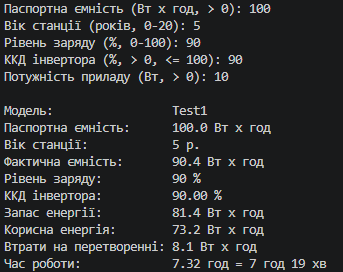 Паспортна ємність (Вт х год, > 0): 100
Вік станції (років, 0-20): 5
Рівень заряду (%, 0-100): 90
ККД інвертора (%, > 0, <= 100): 90
Потужність приладу (Вт, > 0): 10
Модель: Test1
Паспортна ємність: 100.0 Вт х год
Вік станції: 5 р.
Фактична ємність: 90.4 Вт х год
Рівень заряду: 90 %
ККД інвертора: 90.00 %
Запас енергії: 81.4 Вт х год
Корисна енергія: 73.2 Вт х год
Втрати на перетворенні: 8.1 Вт х год
Час роботи: 7.32 год = 7 год 19 хв